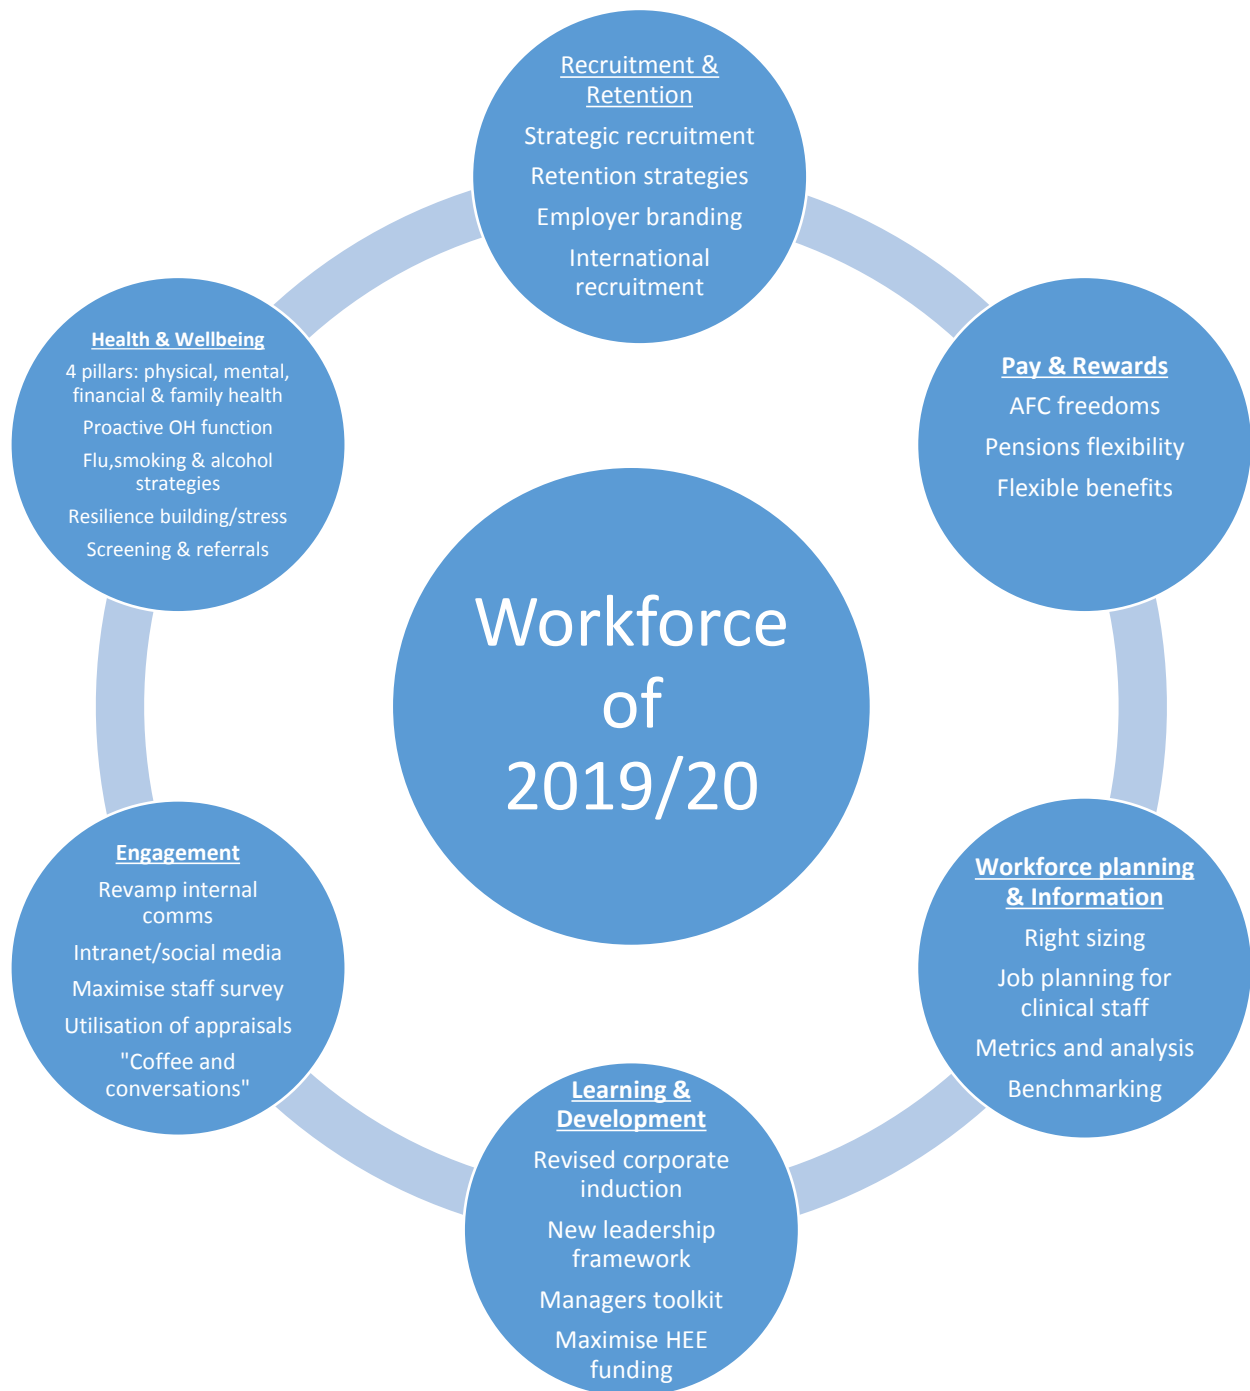 Recruitment &
Retention
Strategic recruitment
Retention strategies
Employer branding
International
recruitment
Pay & Rewards
AFC freedoms
Pensions flexibility
Flexible benefits
Workforce planning
& Information
Right sizing
Job planning for
clinical staff
Metrics and analysis
Benchmarking
Learning &
Development
Revised corporate
induction
New leadership
framework
Managers toolkit
Maximise HEE
funding
Engagement
Revamp internal
comms
Intranet/social media
Maximise staff survey
Utilisation of appraisals
"Coffee and
conversations"
Health & Wellbeing
4 pillars: physical, mental,
financial & family health
Proactive OH function
Flu,smoking & alcohol
strategies
Resilience building/stress
Screening & referrals
Workforce
of
2019/20